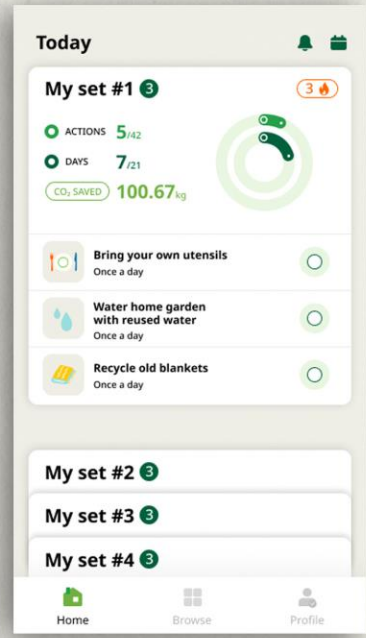 Today
My set #1 3
3
ACTIONS 5/42
DAYS 7/21
CO₂ SAVED 100.67kg
Bring your own utensils
Once a day
Water home garden
with reused water
Once a day
Recycle old blankets
Once a day
My set #2 3
My set #3 3
My set #4 3
Home
Browse
Profile